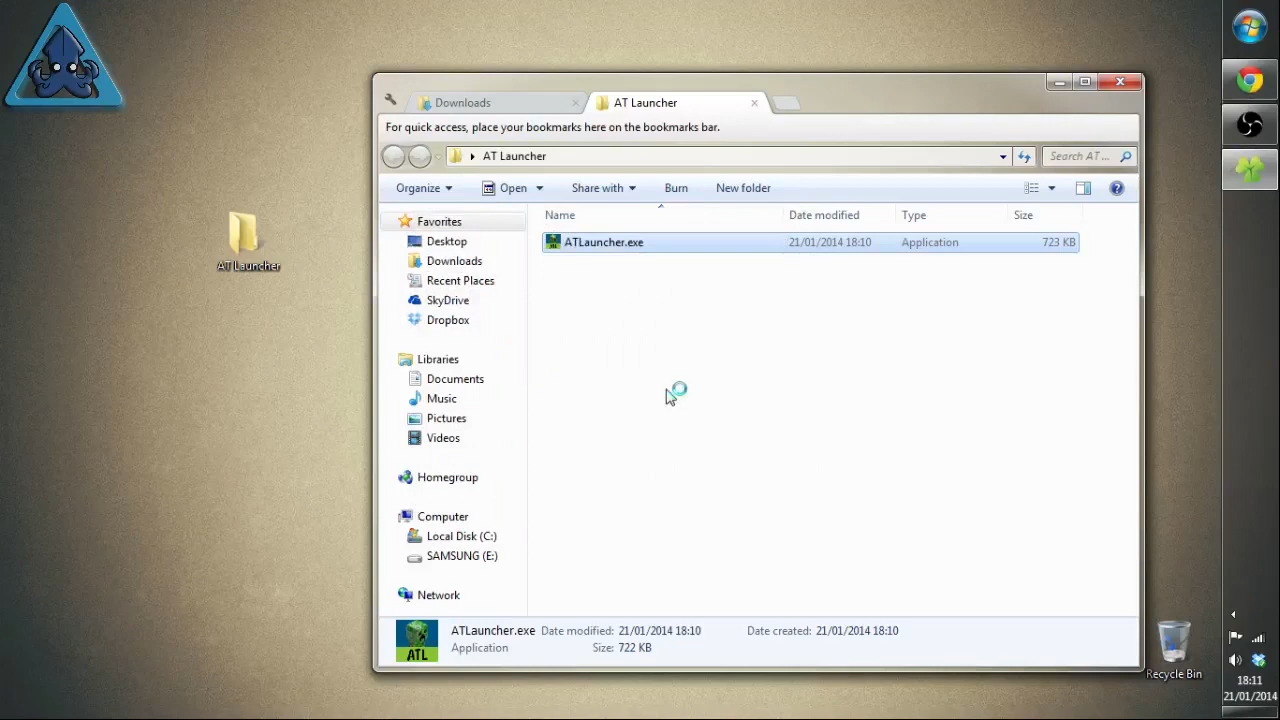 AT Launcher
Downloads
AT Launcher
For quick access, place your bookmarks here on the bookmarks bar.
AT Launcher
Search AT ...
Organize
Open
Share with
Burn
New folder
Name
Date modified
Type
Size
Favorites
Desktop
Downloads
Recent Places
SkyDrive
Dropbox
Libraries
Documents
Music
Pictures
Videos
Homegroup
Computer
Local Disk (C:)
SAMSUNG (E:)
Network
ATLauncher.exe 21/01/2014 18:10 Application 723 KB
ATL
ATLauncher.exe Date modified: 21/01/2014 18:10 Date created: 21/01/2014 18:10
Application Size: 722 KB
Recycle Bin
18:11
21/01/2014